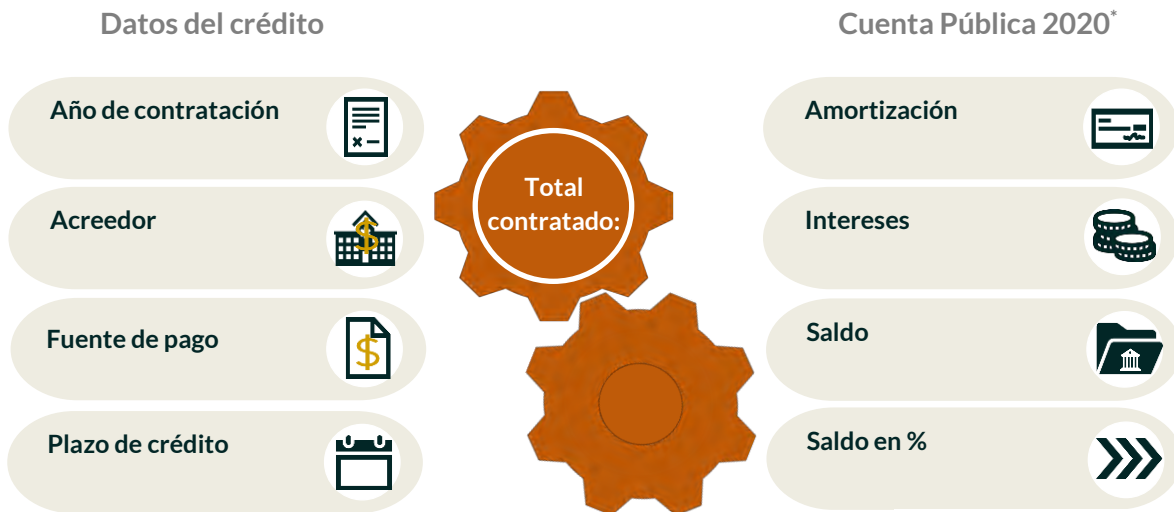 Datos del crédito
Año de contratación
Acreedor
Fuente de pago
Plazo de crédito
Total
contratado:
Cuenta Pública 2020*
Amortización
Intereses
Saldo
Saldo en %